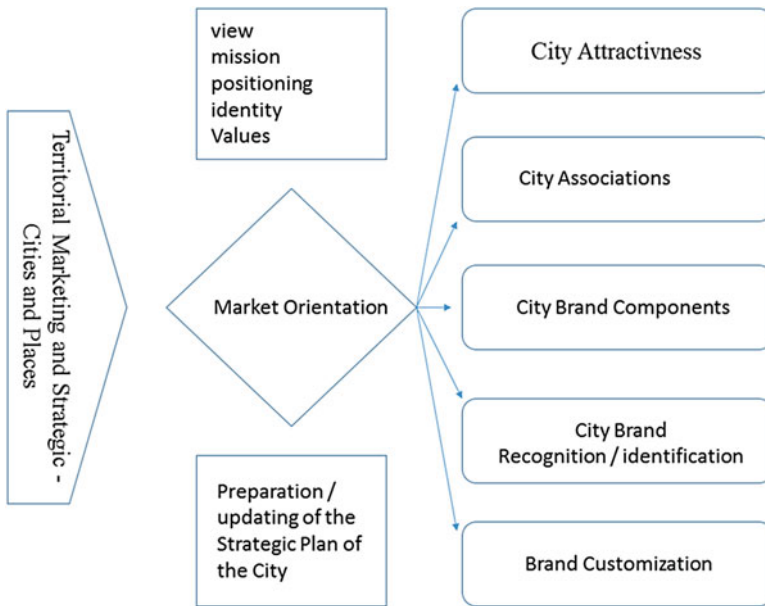 Territorial Marketing and Strategic -
Cities and Places
view
mission
positioning
identity
Values
Market Orientation
Preparation /
updating of the
Strategic Plan of
the City
City Attractivness
City Associations
City Brand Components
City Brand
Recognition / identification
Brand Customization